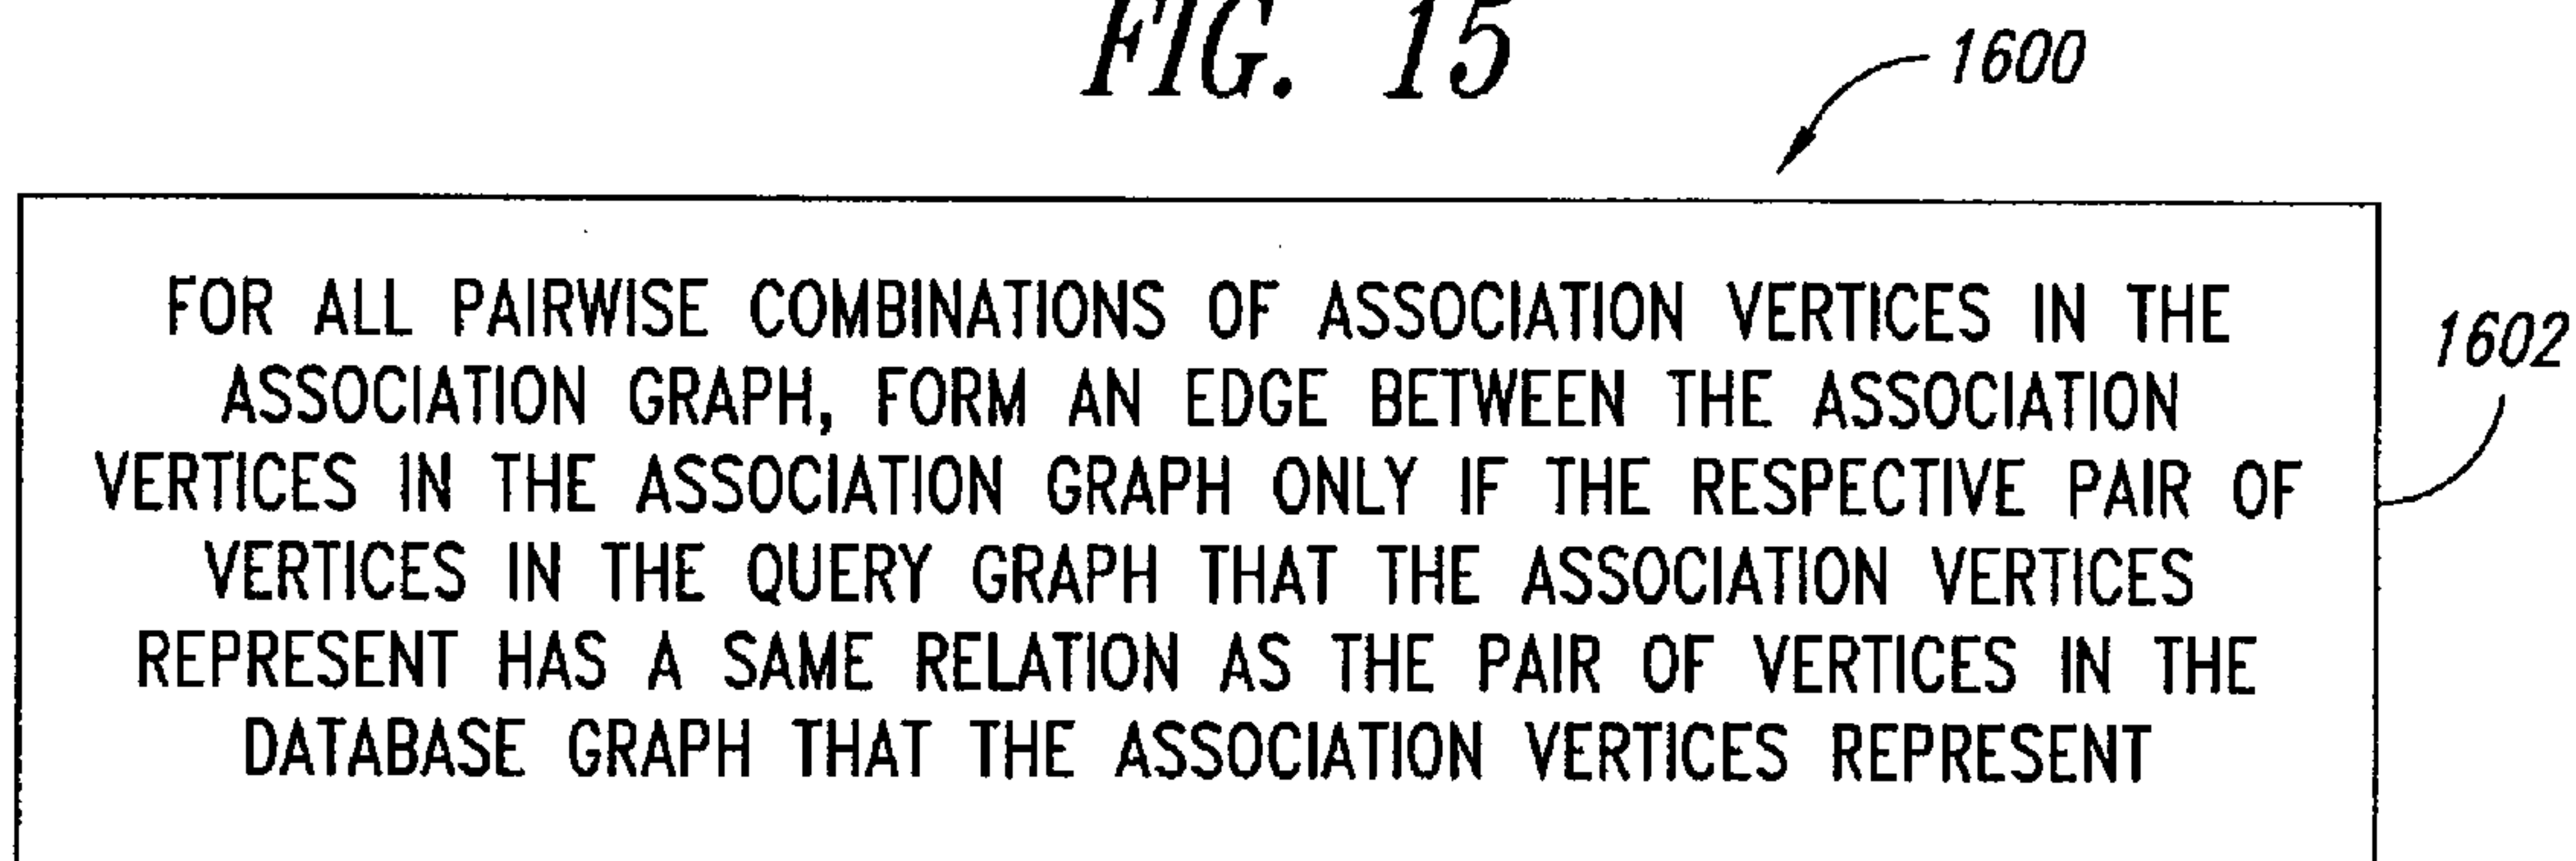 FIG. 15
1600
FOR ALL PAIRWISE COMBINATIONS OF ASSOCIATION VERTICES IN THE
ASSOCIATION GRAPH, FORM AN EDGE BETWEEN THE ASSOCIATION
VERTICES IN THE ASSOCIATION GRAPH ONLY IF THE RESPECTIVE PAIR OF
VERTICES IN THE QUERY GRAPH THAT THE ASSOCIATION VERTICES
REPRESENT HAS A SAME RELATION AS THE PAIR OF VERTICES IN THE
DATABASE GRAPH THAT THE ASSOCIATION VERTICES REPRESENT
1602